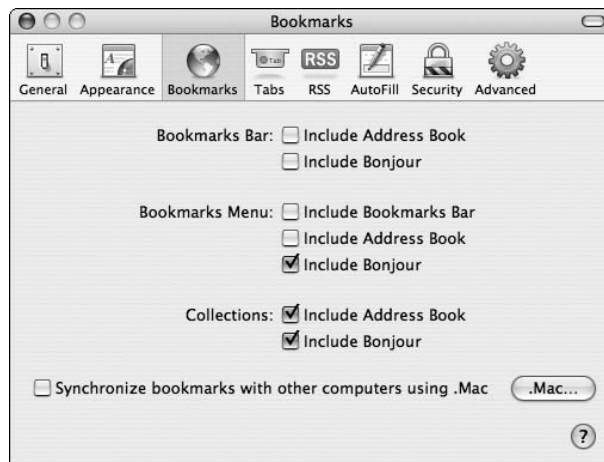 Bookmarks
Tab
RSS
General Appearance Bookmarks Tabs RSS AutoFill Security Advanced
Bookmarks Bar: Include Address Book
Include Bonjour
Bookmarks Menu: Include Bookmarks Bar
Include Address Book
Include Bonjour
Collections: Include Address Book
Include Bonjour
Synchronize bookmarks with other computers using .Mac .Mac...
?